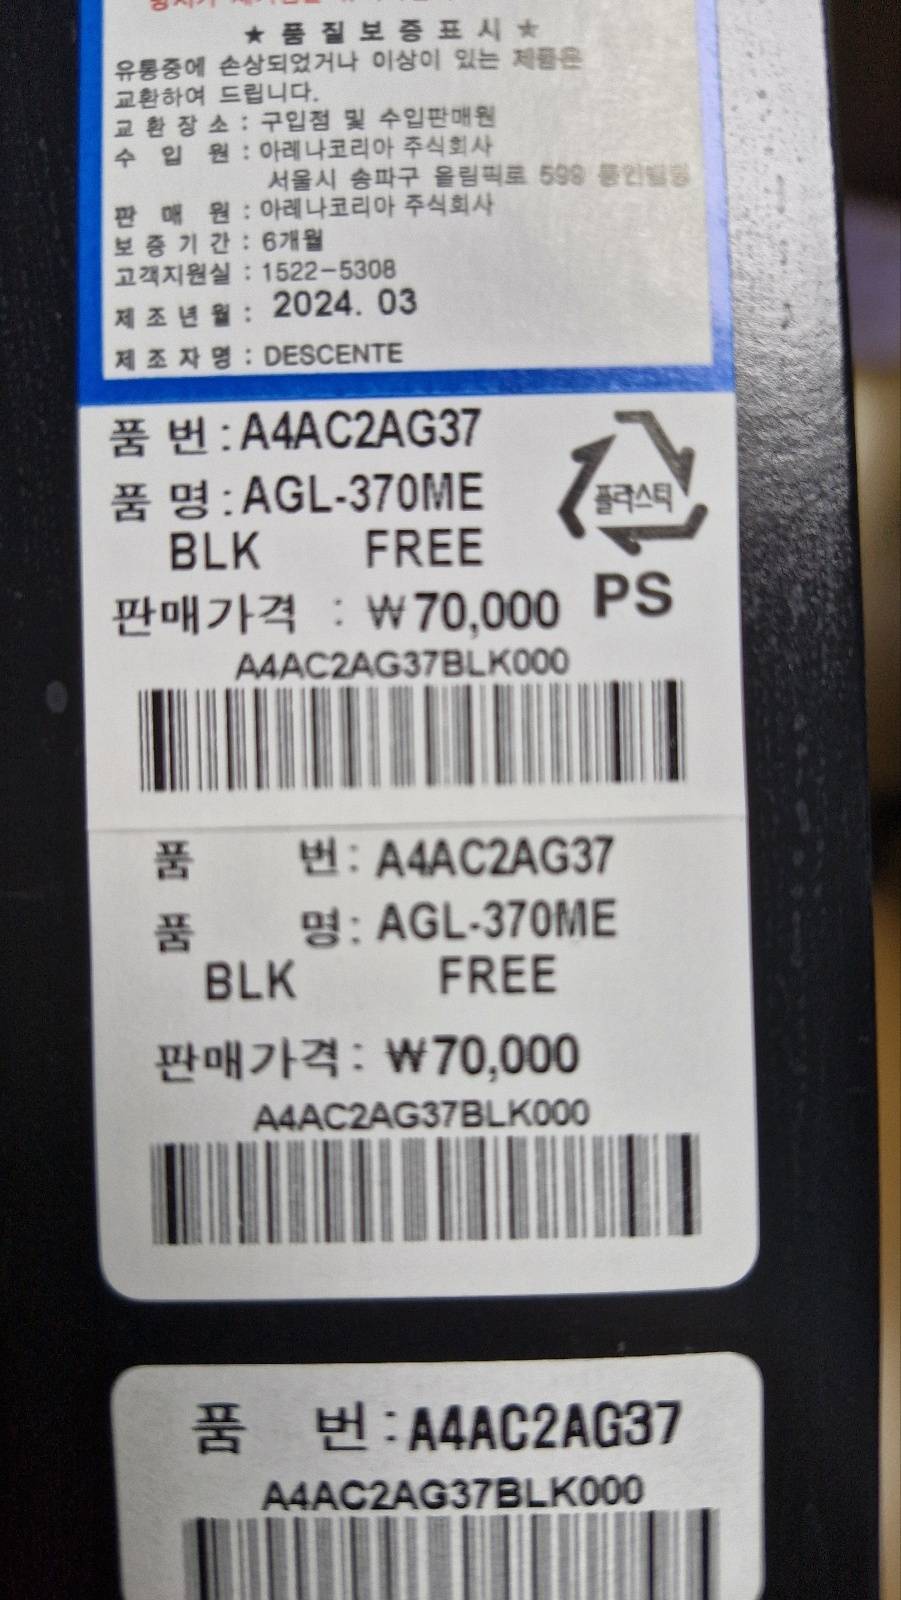 ★ 품 질 보 증 표 시 ★
유통중에 손상되었거나 이상이 있는 제품은
교환하여 드립니다.
교 환 장 소 : 구입점 및 수입판매원
수 입 원 : 아레나코리아 주식회사
서울시 송파구 올림픽로 599
판 매 원 : 아레나코리아 주식회사
보 증 기 간 : 6개월
고객지원실 : 1522-5308
제 조 년 월 : 2024. 03
제 조 자 명 : DESCENTE
품 번 : A4AC2AG37
품 명 : AGL-370ME
플라스틱
BLK FREE
판매가격 : ₩70,000
PS
A4AC2AG37BLK000
품 번 : A4AC2AG37
품 명 : AGL-370ME
BLK FREE
판매가격 : ₩70,000
A4AC2AG37BLK000
품 번 : A4AC2AG37
A4AC2AG37BLK000